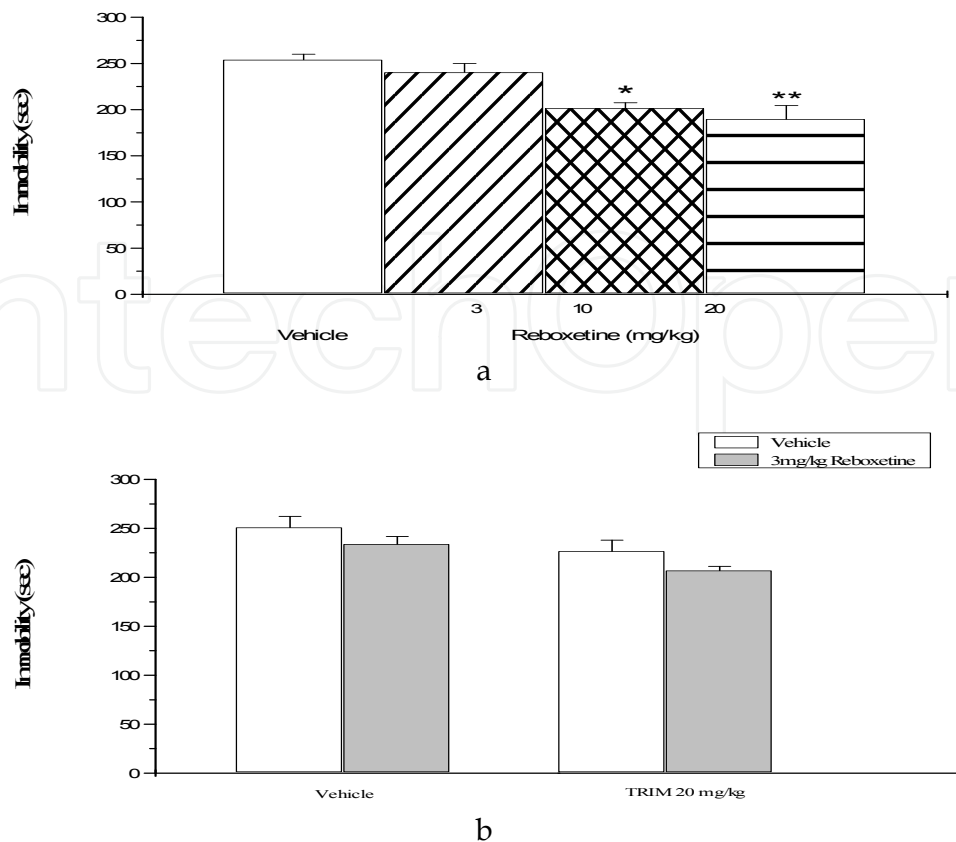 300
250
200
150
100
50
0
Immobility (sec)
*
**
3 10 20
Vehicle Reboxetine (mg/kg)
a
Vehicle
3mg/kg Reboxetine
300
250
200
150
100
50
0
Immobility (sec)
Vehicle TRIM 20 mg/kg
b